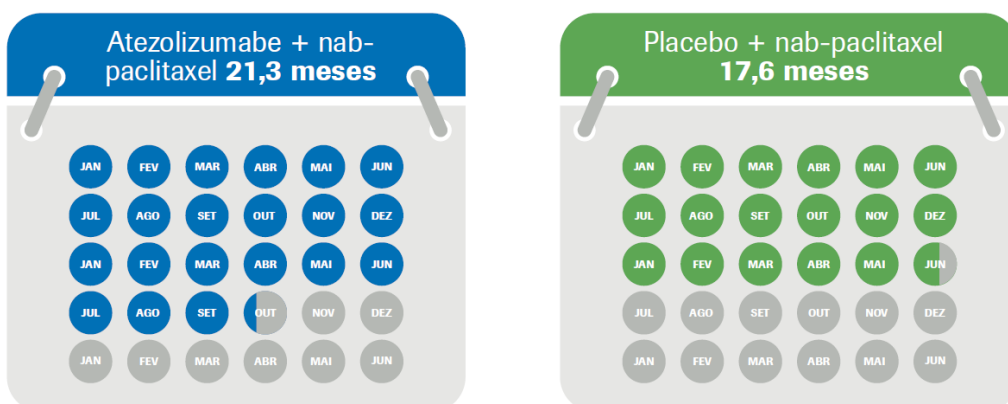 Atezolizumabe + nab-
paclitaxel 21,3 meses
JAN FEV MAR ABR MAI JUN
JUL AGO SET OUT NOV DEZ
JAN FEV MAR ABR MAI JUN
JUL AGO SET OUT NOV DEZ
JAN FEV MAR ABR MAI JUN
Placebo + nab-paclitaxel
17,6 meses
JAN FEV MAR ABR MAI JUN
JUL AGO SET OUT NOV DEZ
JAN FEV MAR ABR MAI JUN
JUL AGO SET OUT NOV DEZ
JAN FEV MAR ABR MAI JUN